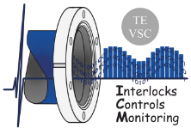 TE
VSC
Interlocks
Controls
Monitoring